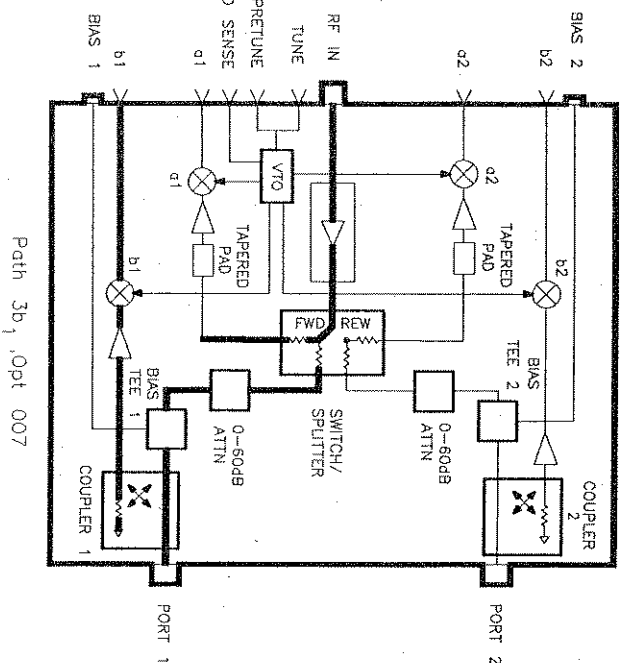 BIAS 1
b1
a1
O SENSE
PRETUNE
TUNE
RF IN
a2
b2
BIAS 2
a1
VTO
a2
b1
b2
TAPERED
PAD
TAPERED
PAD
FWD
REW
SWITCH/
SPLITTER
BIAS
TEE 1
0-60dB
ATTN
0-60dB
ATTN
BIAS
TEE 2
COUPLER 1
COUPLER
2
PORT 1
PORT 2
Path 3b1 ,Opt 007